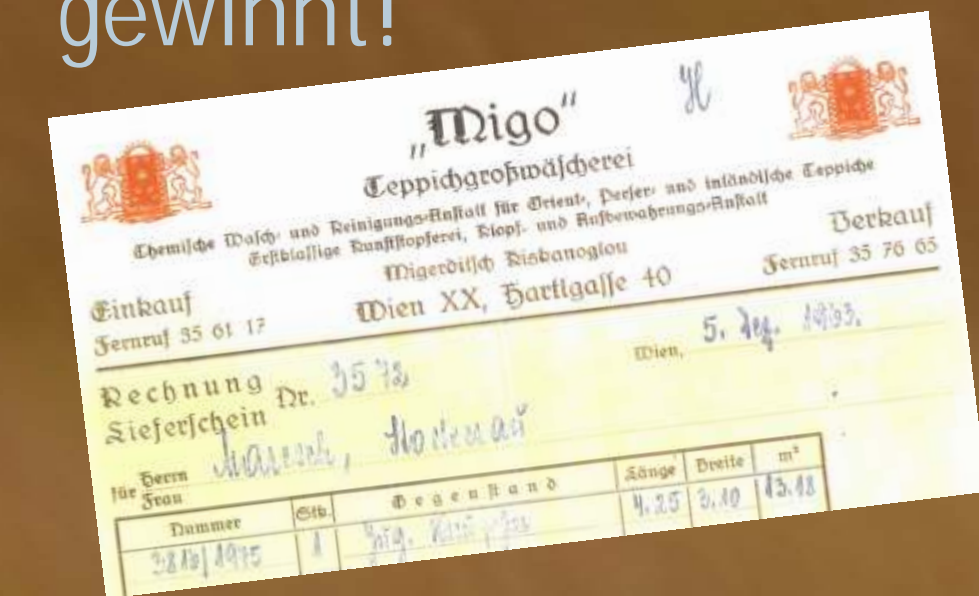 gewinnt!
„Migo“ H
Teppichgroßwäscherei
Chemische Wasch- und Reinigungs-Anstalt für Orient-, Perser- und inländische Teppiche
Erstklassige Kunststopferei, Klopf- und Aufbewahrungs-Anstalt
Migerditsch Kisbanoglou
Einkauf Verkauf
Fernruf 35 61 17 Wien XX, Hartlgasse 40 Fernruf 35 76 65
Rechnung
Lieferschein Nr. 35 Wien, 5. Dez.
für Herrn
Frau
Nummer Stk. Gegenstand Länge Breite m²
1 4.25 3.10 13.18